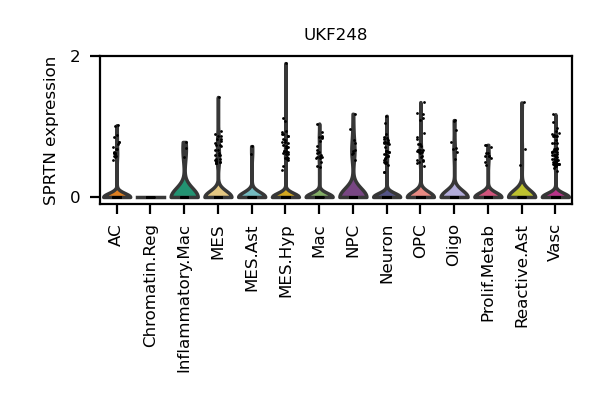 UKF248
SPRTN expression
2
0
AC
Chromatin.Reg
Inflammatory.Mac
MES
MES.Ast
MES.Hyp
Mac
NPC
Neuron
OPC
Oligo
Prolif.Metab
Reactive.Ast
Vasc